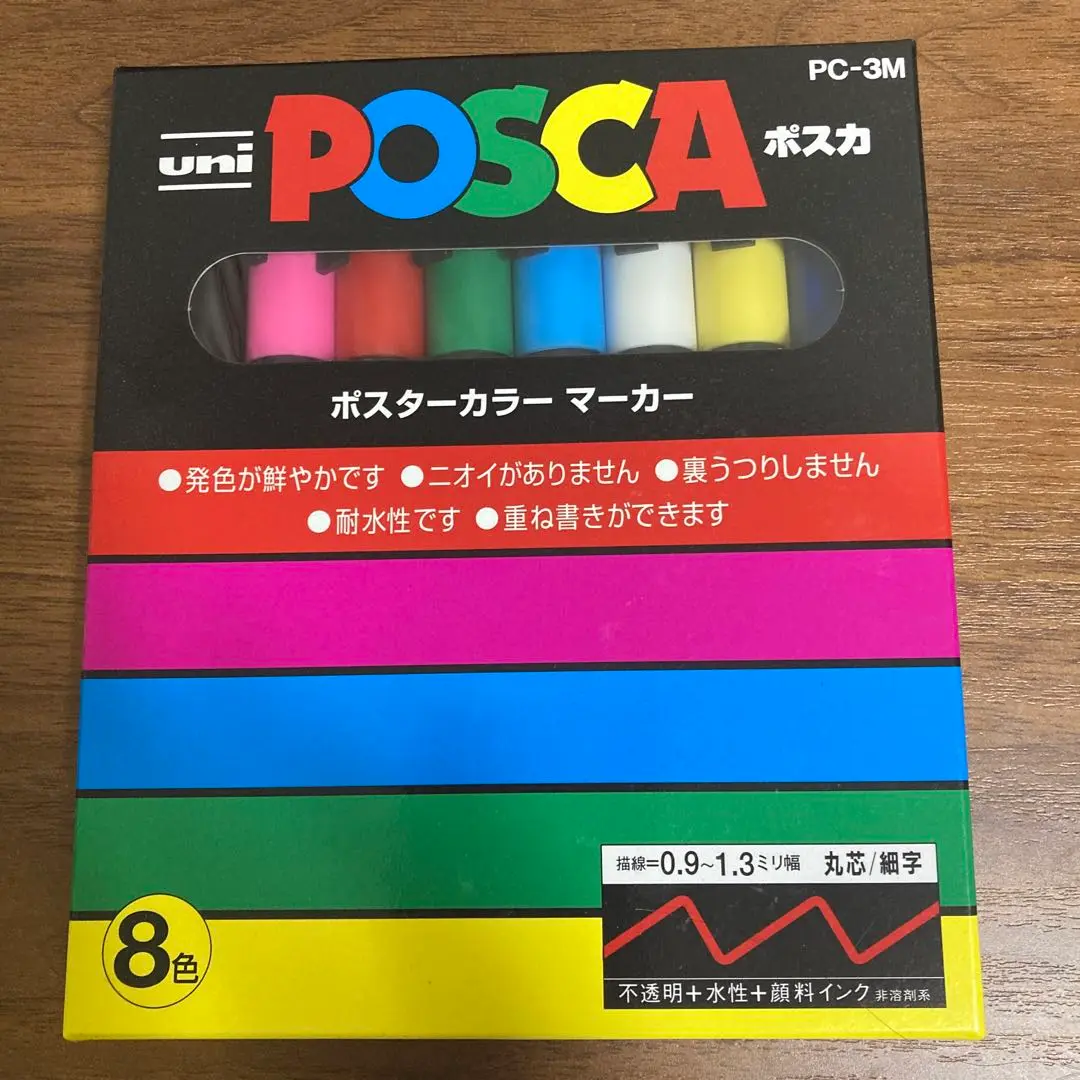 PC-3M
uni POSCA ポスカ
ポスターカラー マーカー
●発色が鮮やかです ●ニオイがありません ●裏うつりしません
●耐水性です ●重ね書きができます
描線=0.9~1.3ミリ幅 丸芯/細字
8色
不透明+水性+顔料インク 非溶剤系